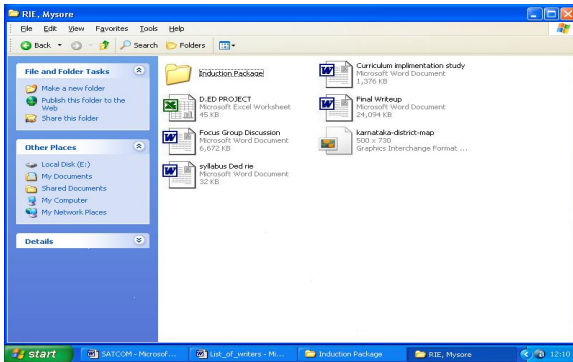 RIE, Mysore
File Edit View Favorites Tools Help
Back Search Folders
File and Folder Tasks
Make a new folder
Publish this folder to the
Web
Share this folder
Other Places
Local Disk (E:)
My Documents
Shared Documents
My Computer
My Network Places
Details
Induction Package
Curriculum implimentation study
Microsoft Word Document
1,376 KB
D.ED PROJECT
Microsoft Excel Worksheet
45 KB
Final Writeup
Microsoft Word Document
24,094 KB
Focus Group Discussion
Microsoft Word Document
6,672 KB
karnataka-district-map
500 x 730
Graphics Interchange Format ...
syllabus Ded rie
Microsoft Word Document
32 KB
start SATCOM - Microsof... List_of_writers - Mi... Induction Package RIE, Mysore 12:10